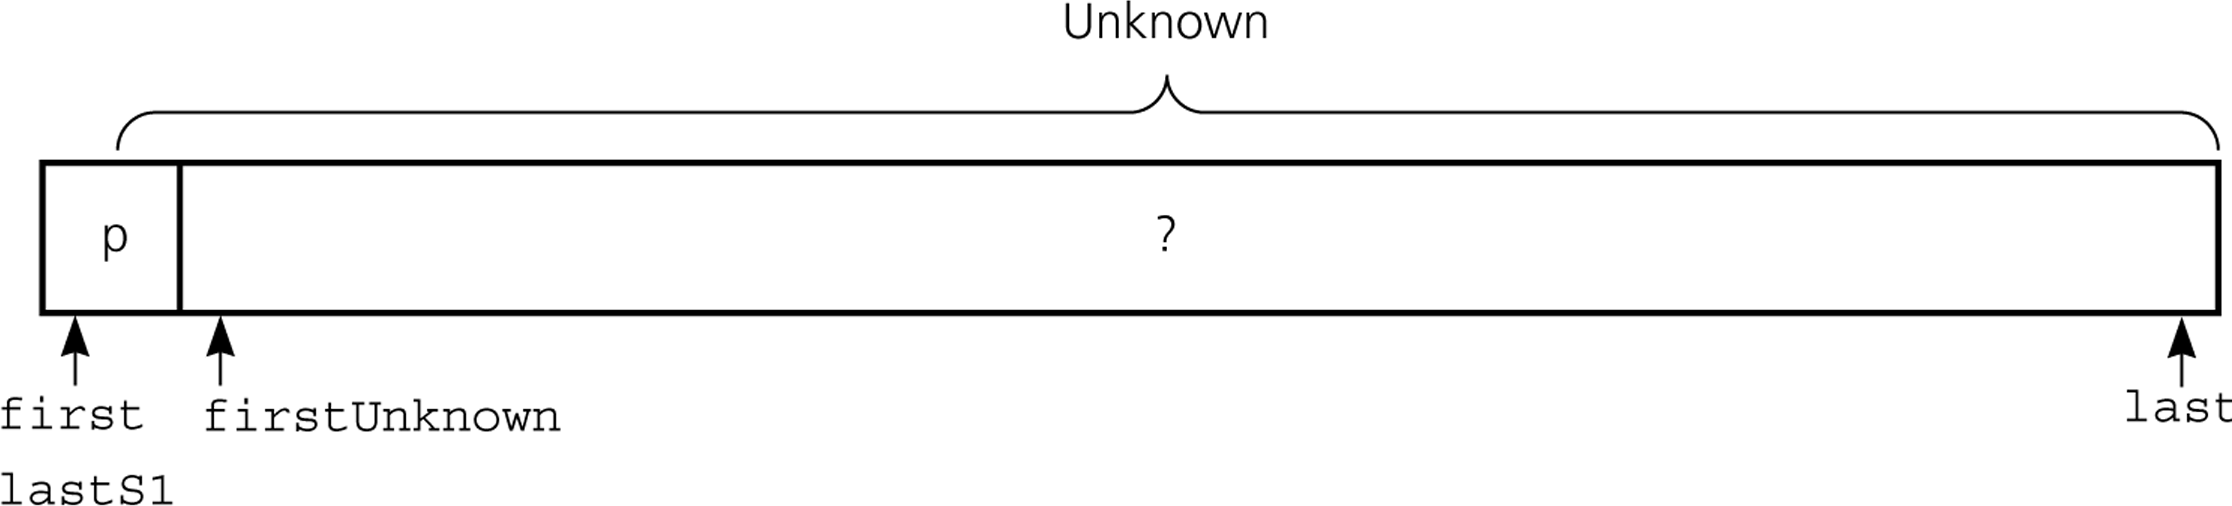 Unknown
p ?
first firstUnknown last
lastS1